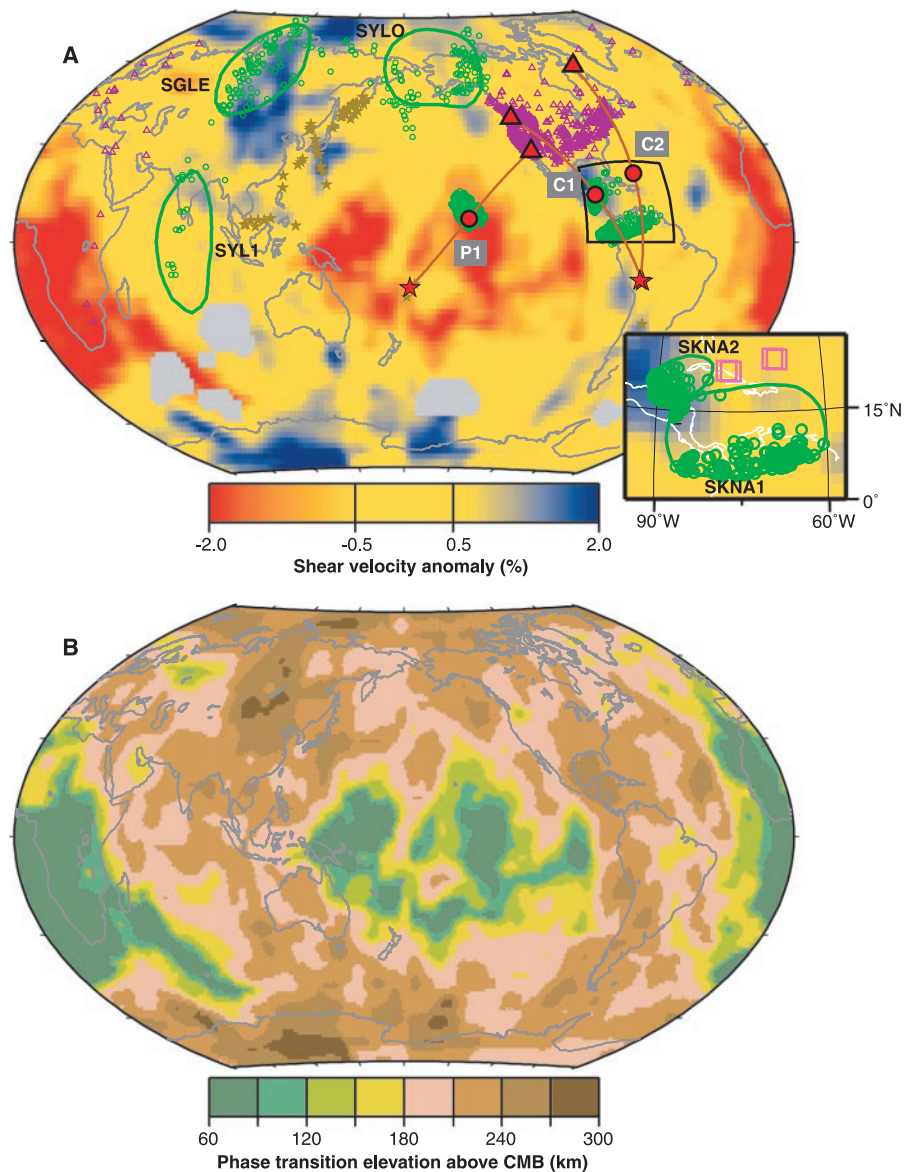 A
SYLO
SGLE
C2
C1
SYL1
P1
SKNA2
15°N
SKNA1
0°
90°W
60°W
-2.0
-0.5
0.5
2.0
Shear velocity anomaly (%)
B
60
120
180
240
300
Phase transition elevation above CMB (km)